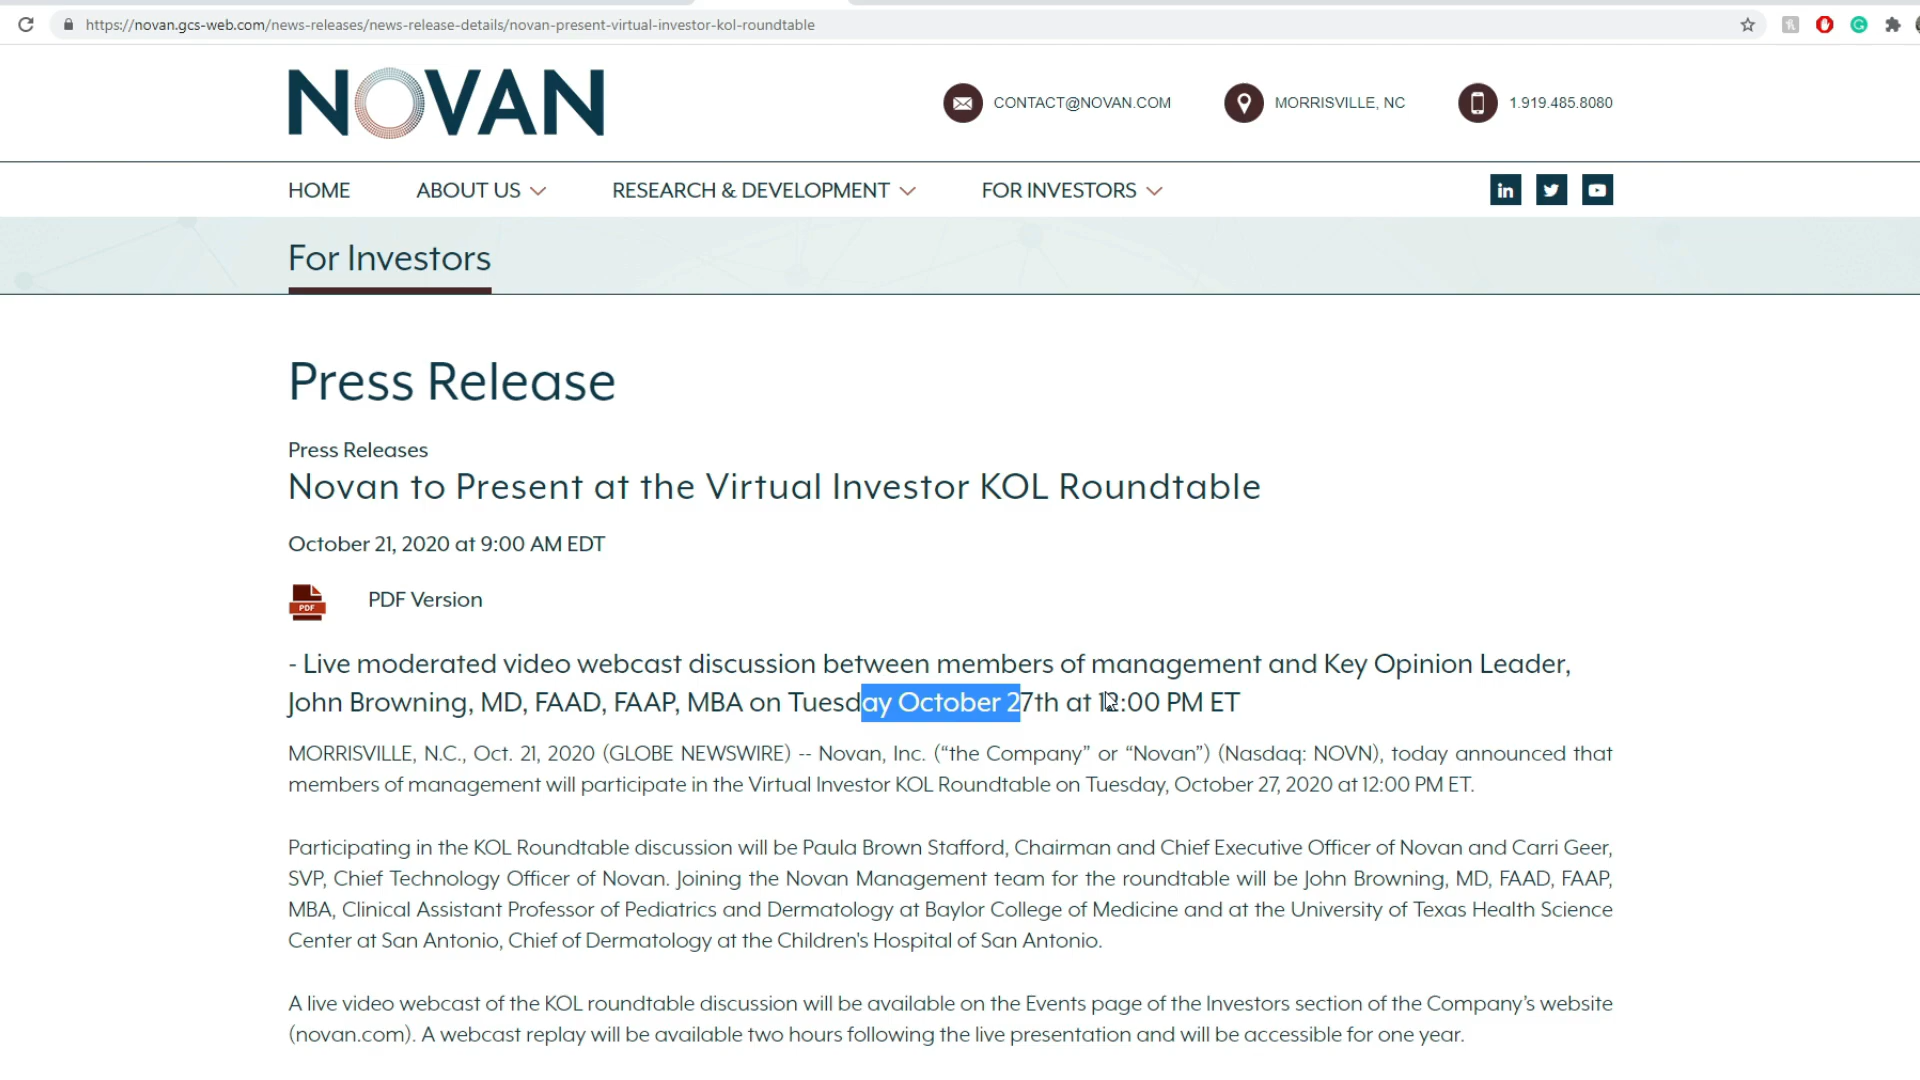 https://novan.gcs-web.com/news-releases/news-release-details/novan-present-virtual-investor-kol-roundtable
NOVAN
CONTACT@NOVAN.COM
MORRISVILLE, NC
1.919.485.8080
HOME
ABOUT US
RESEARCH & DEVELOPMENT
FOR INVESTORS
in
For Investors
Press Release
Press Releases
Novan to Present at the Virtual Investor KOL Roundtable
October 21, 2020 at 9:00 AM EDT
PDF
PDF Version
- Live moderated video webcast discussion between members of management and Key Opinion Leader,
John Browning, MD, FAAD, FAAP, MBA on Tuesday October 27th at 12:00 PM ET
MORRISVILLE, N.C., Oct. 21, 2020 (GLOBE NEWSWIRE) -- Novan, Inc. (“the Company” or “Novan”) (Nasdaq: NOVN), today announced that
members of management will participate in the Virtual Investor KOL Roundtable on Tuesday, October 27, 2020 at 12:00 PM ET.
Participating in the KOL Roundtable discussion will be Paula Brown Stafford, Chairman and Chief Executive Officer of Novan and Carri Geer,
SVP, Chief Technology Officer of Novan. Joining the Novan Management team for the roundtable will be John Browning, MD, FAAD, FAAP,
MBA, Clinical Assistant Professor of Pediatrics and Dermatology at Baylor College of Medicine and at the University of Texas Health Science
Center at San Antonio, Chief of Dermatology at the Children's Hospital of San Antonio.
A live video webcast of the KOL roundtable discussion will be available on the Events page of the Investors section of the Company’s website
(novan.com). A webcast replay will be available two hours following the live presentation and will be accessible for one year.